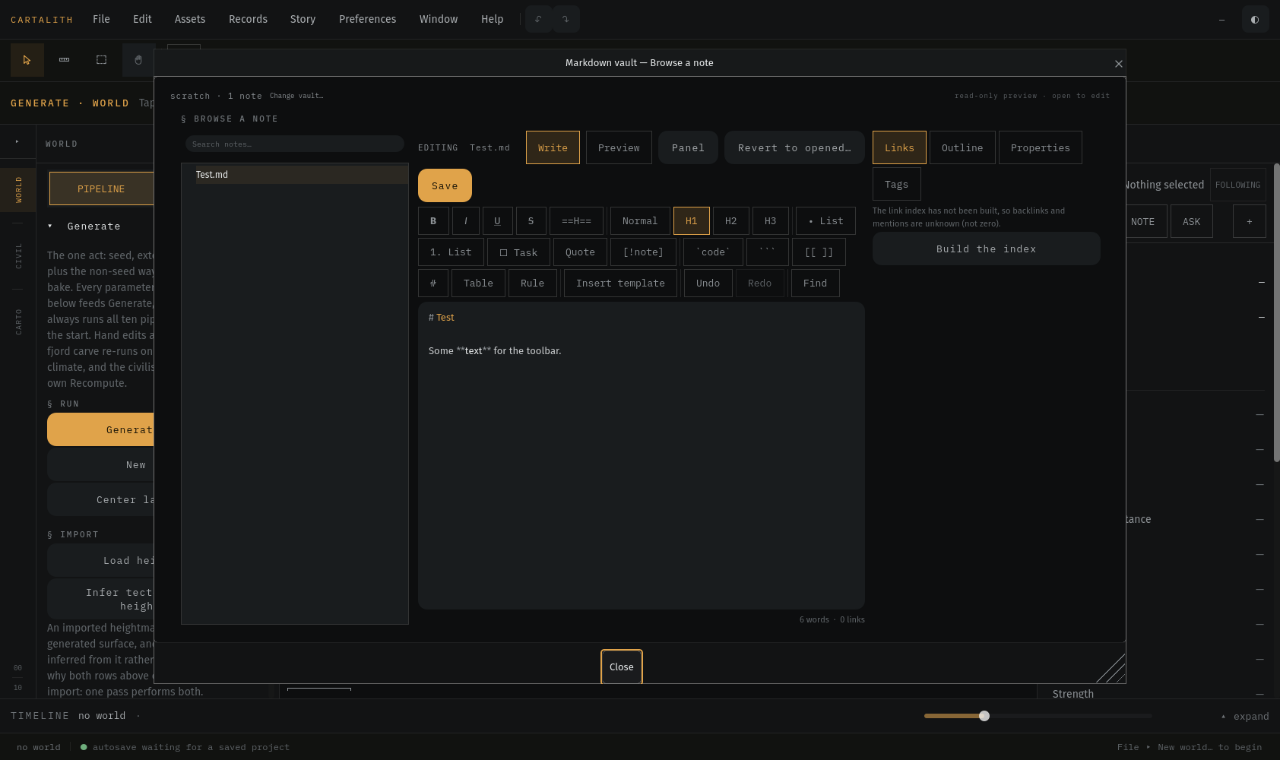 CARTALITH File Edit Assets Records Story Preferences Window Help
Markdown vault — Browse a note
GENERATE · WORLD Tap
scratch · 1 note Change vault…
read-only preview · open to edit
§ BROWSE A NOTE
WORLD
Search notes…
EDITING Test.md Write Preview Panel Revert to opened… Links Outline Properties
Test.md
Save
Tags
WORLD
PIPELINE
Nothing selected FOLLOWING
B I U S ==H== Normal H1 H2 H3 • List
The link index has not been built, so backlinks and
mentions are unknown (not zero).
NOTE ASK +
Generate
1. List ☐ Task Quote [!note] `code` ``` [[ ]]
Build the index
CIVIL
The one act: seed, exte
plus the non-seed way
bake. Every parameter
below feeds Generate,
always runs all ten pip
the start. Hand edits a
fjord carve re-runs on
climate, and the civilis
own Recompute.
# Table Rule Insert template Undo Redo Find
CARTO
# Test
Some **text** for the toolbar.
§ RUN
Generat
New
Center la
§ IMPORT
Load hei
Infer tect
heigh
An imported heightma
generated surface, and
inferred from it rather
why both rows above
import: one pass performs both.
tance
6 words · 0 links
Close
00
10
Strength
TIMELINE no world ·
expand
no world autosave waiting for a saved project
File • New world… to begin